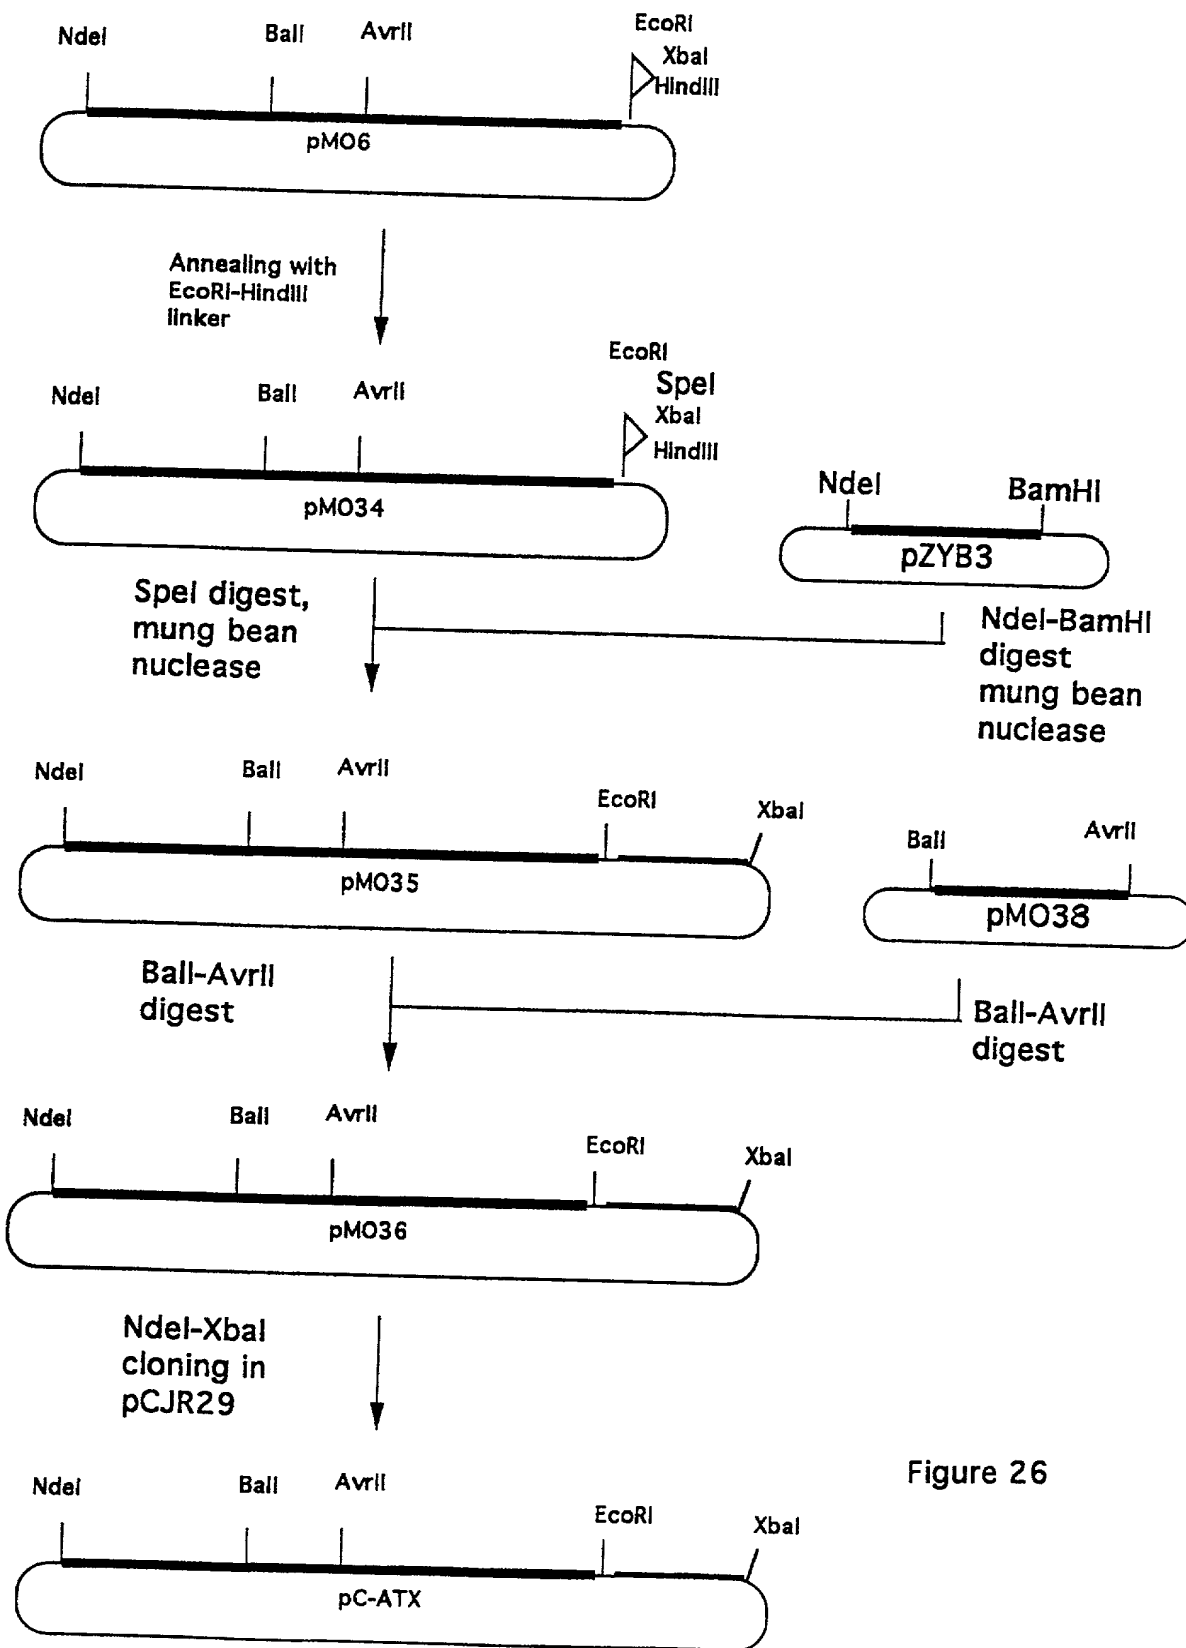 EcoRI
NdeI
BalI
AvrII
XbaI
HindIII
pMO6
Annealing with
EcoRI-HindIII
linker
EcoRI
NdeI
BalI
AvrII
SpeI
XbaI
HindIII
pMO34
NdeI
BamHI
pZYB3
SpeI digest,
mung bean
nuclease
NdeI-BamHI
digest
mung bean
nuclease
NdeI
BalI
AvrII
EcoRI
XbaI
pMO35
BalI
AvrII
pMO38
BalI-AvrII
digest
BalI-AvrII
digest
NdeI
BalI
AvrII
EcoRI
XbaI
pMO36
NdeI-XbaI
cloning in
pCJR29
Figure 26
NdeI
BalI
AvrII
EcoRI
XbaI
pC-ATX